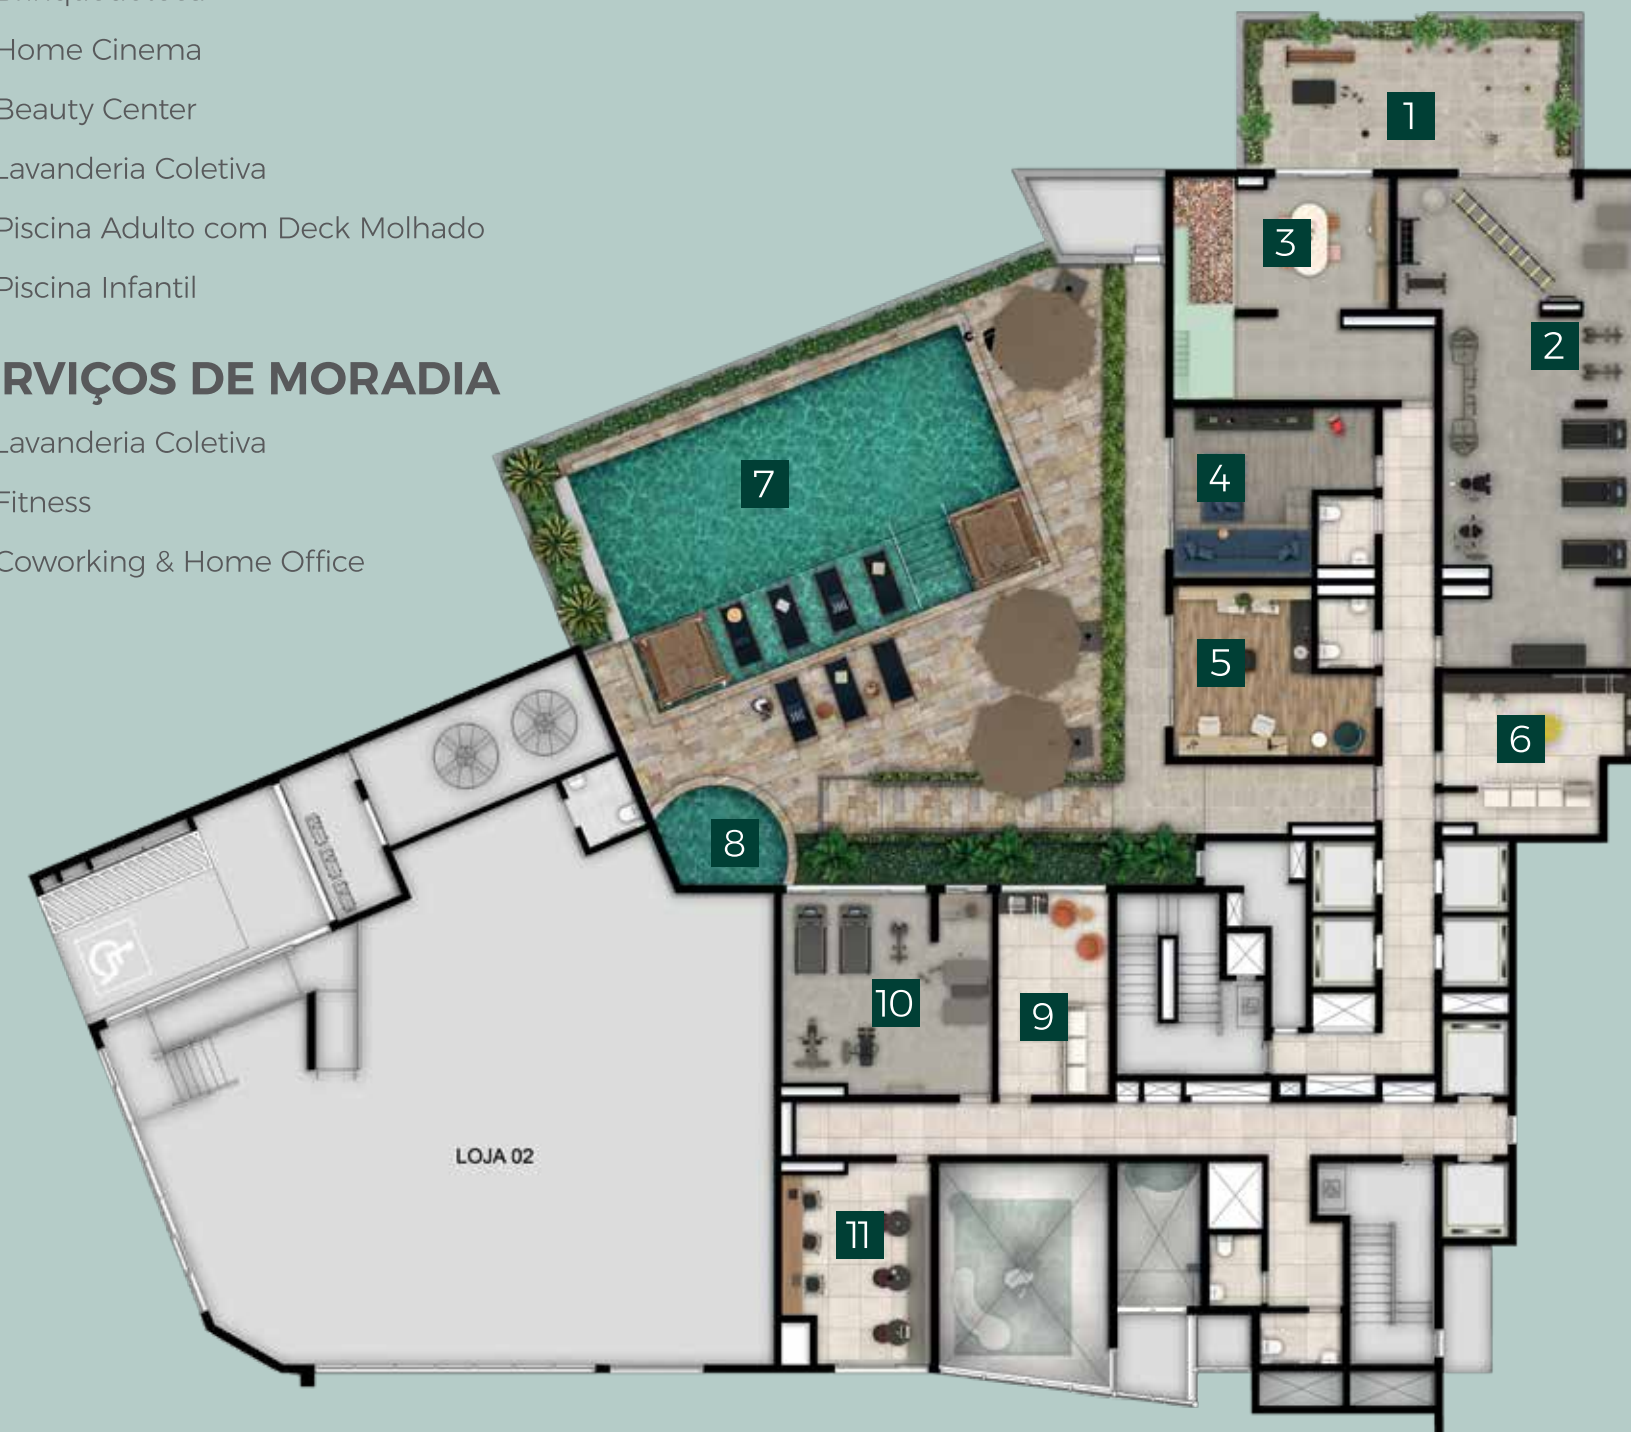 Home Cinema
Beauty Center
Lavanderia Coletiva
Piscina Adulto com Deck Molhado
Piscina Infantil
RVIÇOS DE MORADIA
Lavanderia Coletiva
Fitness
Coworking & Home Office
1
2
3
4
5
6
7
8
9
10
11
LOJA 02